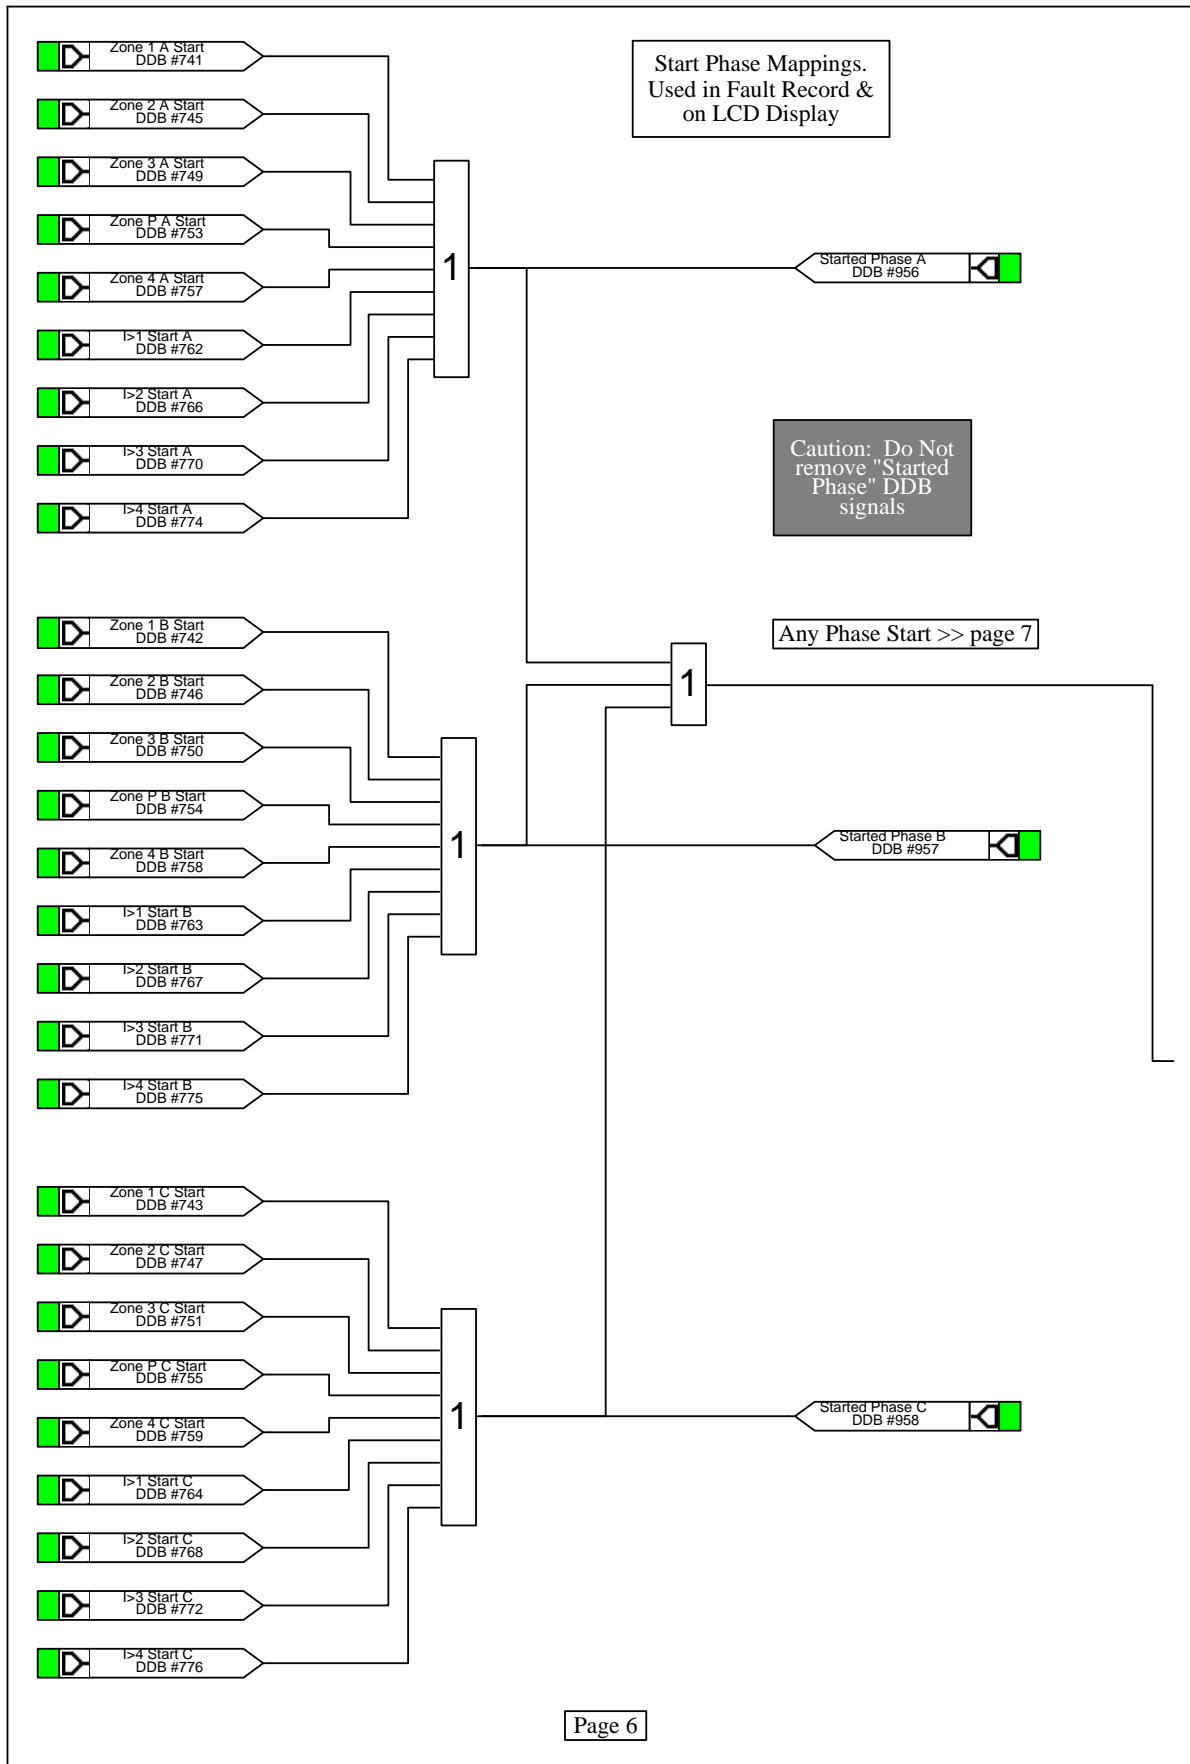 Zone 1 A Start
DDB #741
Zone 2 A Start
DDB #745
Zone 3 A Start
DDB #749
Zone P A Start
DDB #753
Zone 4 A Start
DDB #757
I>1 Start A
DDB #762
I>2 Start A
DDB #766
I>3 Start A
DDB #770
I>4 Start A
DDB #774
1
Start Phase Mappings.
Used in Fault Record &
on LCD Display
Started Phase A
DDB #956
Caution:  Do Not
remove "Started
Phase" DDB
signals
Zone 1 B Start
DDB #742
Zone 2 B Start
DDB #746
Zone 3 B Start
DDB #750
Zone P B Start
DDB #754
Zone 4 B Start
DDB #758
I>1 Start B
DDB #763
I>2 Start B
DDB #767
I>3 Start B
DDB #771
I>4 Start B
DDB #775
1
Any Phase Start >> page 7
1
Started Phase B
DDB #957
Zone 1 C Start
DDB #743
Zone 2 C Start
DDB #747
Zone 3 C Start
DDB #751
Zone P C Start
DDB #755
Zone 4 C Start
DDB #759
I>1 Start C
DDB #764
I>2 Start C
DDB #768
I>3 Start C
DDB #772
I>4 Start C
DDB #776
1
Started Phase C
DDB #958
Page 6